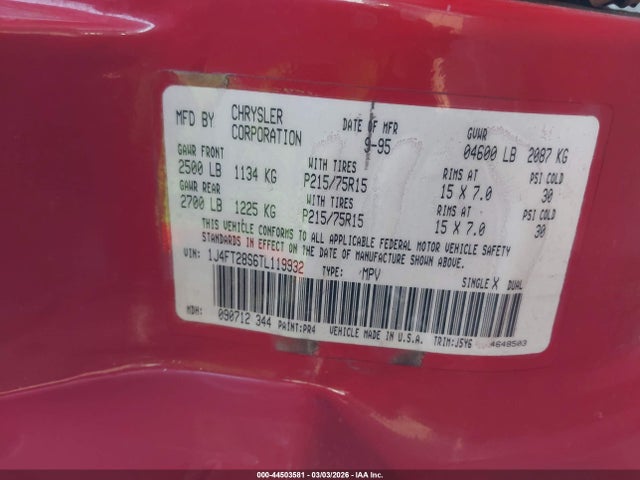 MFD BY CHRYSLER CORPORATION DATE OF MFR 9-95 GVWR 04600 LB 2087 KG
GAWR FRONT WITH TIRES RIMS AT PSI COLD
2500 LB 1134 KG P215/75R15 15 X 7.0 30
GAWR REAR WITH TIRES RIMS AT PSI COLD
2700 LB 1225 KG P215/75R15 15 X 7.0 30
THIS VEHICLE CONFORMS TO ALL APPLICABLE FEDERAL MOTOR VEHICLE SAFETY
STANDARDS IN EFFECT ON THE DATE OF MANUFACTURE SHOWN ABOVE.
VIN: 1J4FT28S6TL119932 TYPE: MPV SINGLE X DUAL
MDH: 090712 344 PAINT:PR4 VEHICLE MADE IN U.S.A. TRIM:J5Y6 4648503
000-44503581 - 03/03/2026 - IAA Inc.